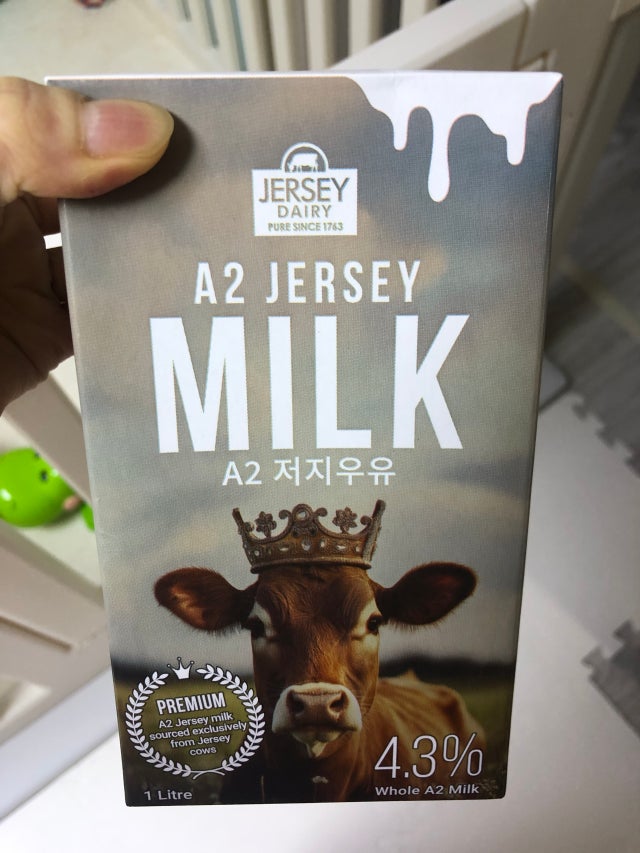 JERSEY
DAIRY
PURE SINCE 1763
A2 JERSEY
MILK
A2 저지우유
PREMIUM
A2 Jersey milk
sourced exclusively
from Jersey
cows
4.3%
Whole A2 Milk
1 Litre